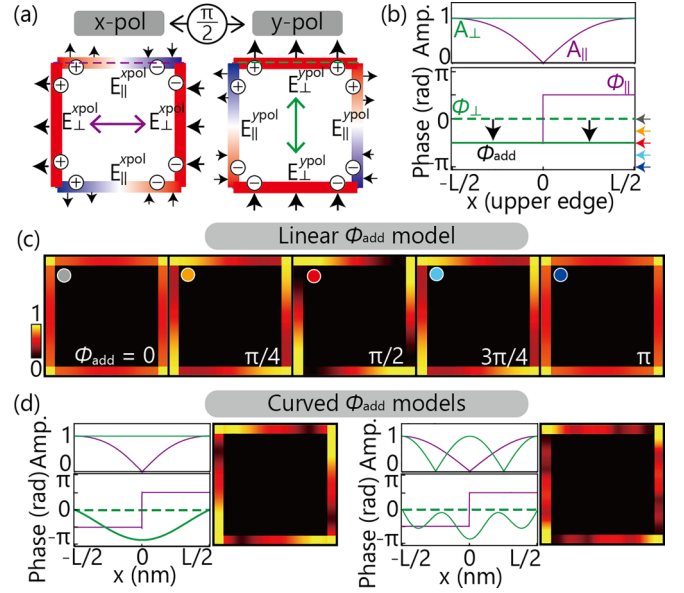 (a)
x-pol
π/2
y-pol
E∥^xpol
E⊥^xpol
E⊥^xpol
E∥^xpol
E⊥^ypol
E∥^ypol
E∥^ypol
E⊥^ypol
(b)
Amp.
1
0
A⊥
A∥
Phase (rad)
π
0
π
Φ∥
Φ⊥
Φadd
-L/2
0
L/2
x (upper edge)
(c)
Linear Φadd model
1
0
Φadd = 0
π/4
π/2
3π/4
π
(d)
Curved Φadd models
Amp.
1
0
Phase (rad)
π
0
-π
-L/2
0
L/2
x (nm)
Amp.
1
0
Phase (rad)
π
0
-π
-L/2
0
L/2
x (nm)